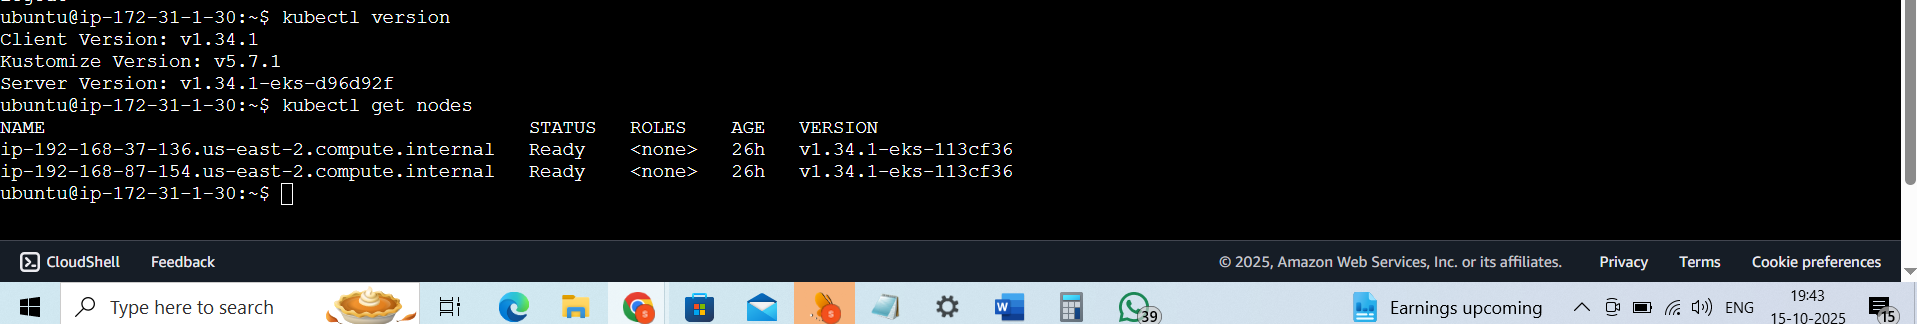 ubuntu@ip-172-31-1-30:~$ kubectl version
Client Version: v1.34.1
Kustomize Version: v5.7.1
Server Version: v1.34.1-eks-d96d92f
ubuntu@ip-172-31-1-30:~$ kubectl get nodes
NAME STATUS ROLES AGE VERSION
ip-192-168-37-136.us-east-2.compute.internal Ready <none> 26h v1.34.1-eks-113cf36
ip-192-168-87-154.us-east-2.compute.internal Ready <none> 26h v1.34.1-eks-113cf36
ubuntu@ip-172-31-1-30:~$
CloudShell Feedback © 2025, Amazon Web Services, Inc. or its affiliates. Privacy Terms Cookie preferences
Type here to search S S W 39 Earnings upcoming ENG 19:43 15
15-10-2025